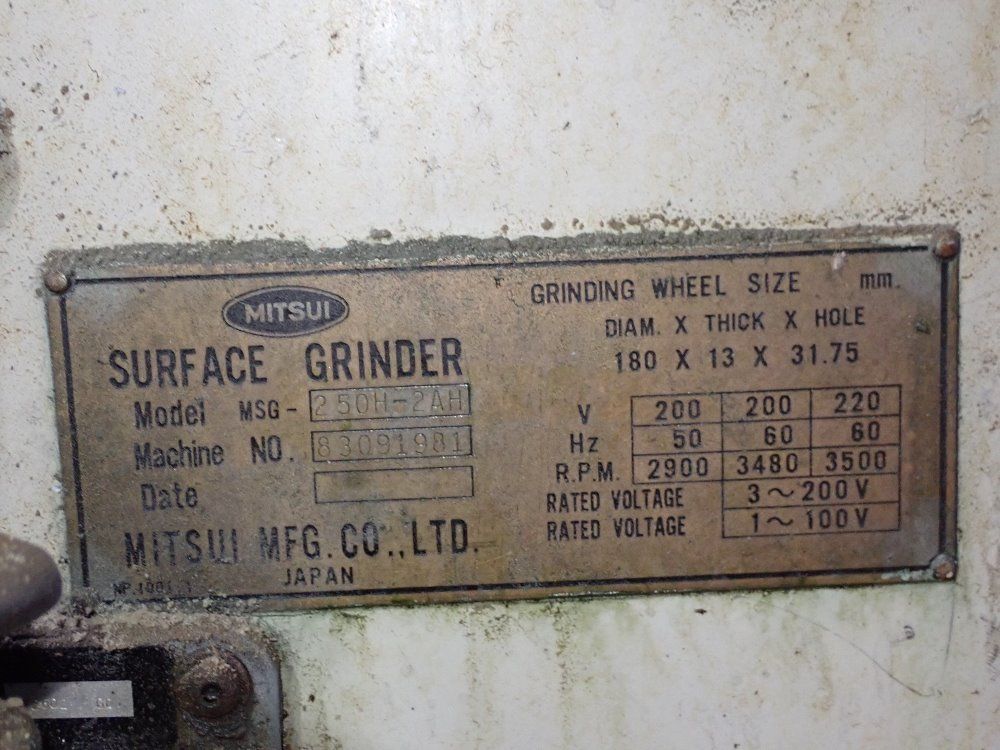 MITSUI
SURFACE GRINDER
Model MSG- 250H-2AH
Machine NO. 83091981
Date
MITSUI MFG. CO., LTD.
JAPAN
GRINDING WHEEL SIZE mm.
DIAM. X THICK X HOLE
180 X 13 X 31.75
V 200 200 220
Hz 50 60 60
R.P.M. 2900 3480 3500
RATED VOLTAGE 3~200V
RATED VOLTAGE 1~100V